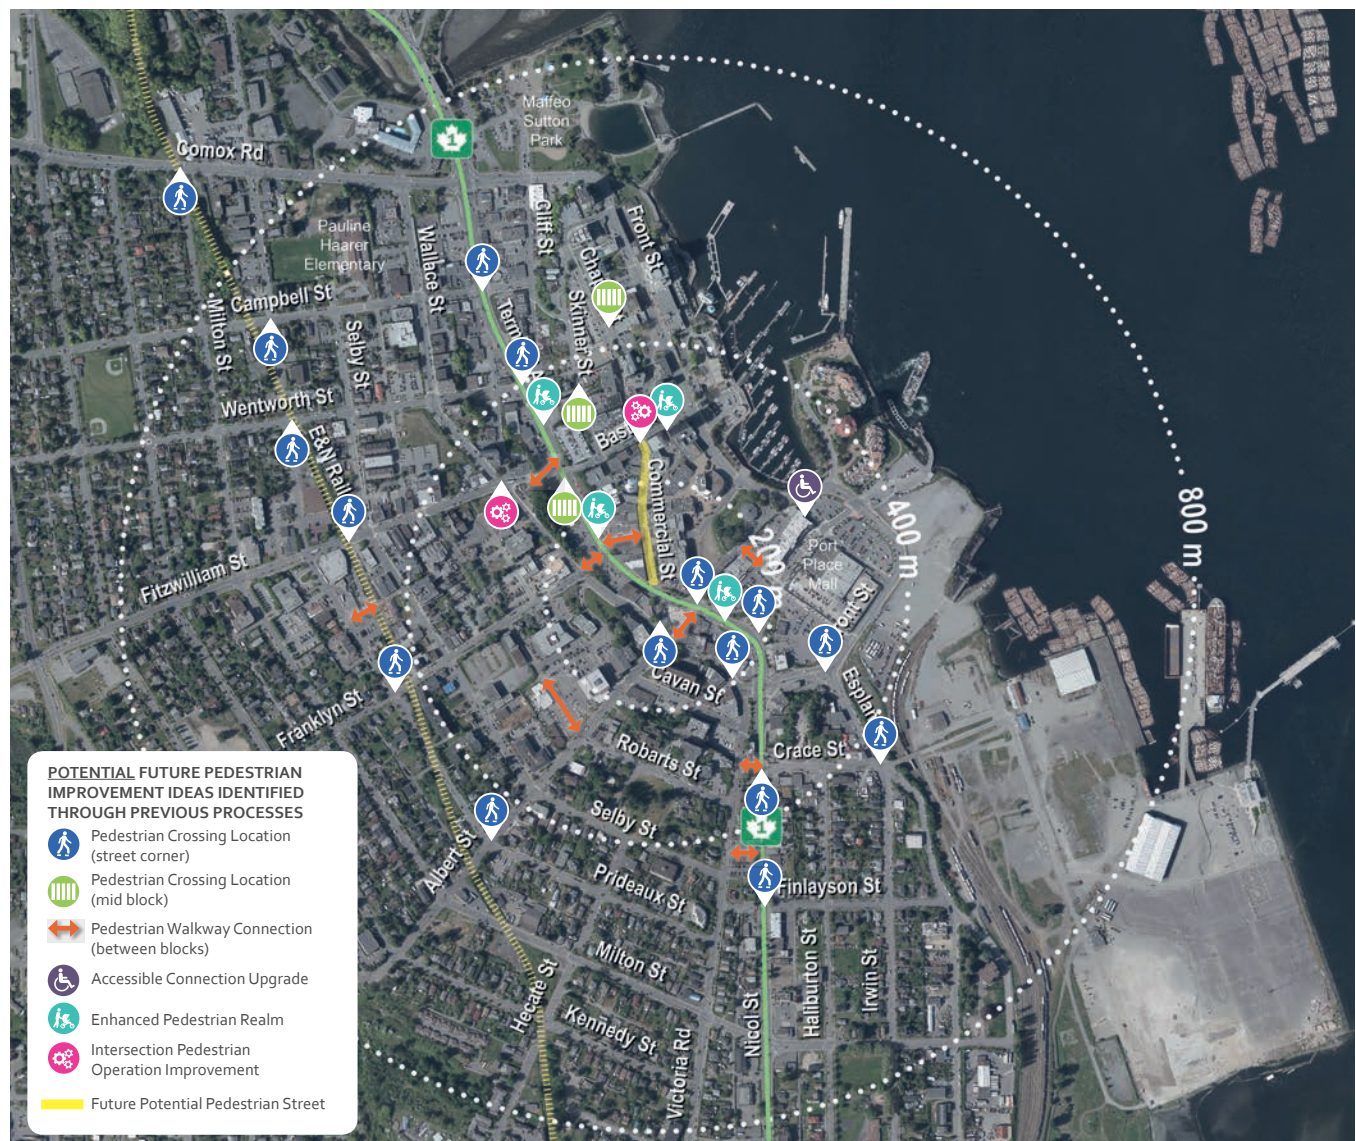 Maffeo
Sutton
Park
1
Comox Rd
Pauline
Haarer
Elementary
Wallace St
Cliff St
Front St
Skinner St
Campbell St
Milton St
Selby St
Wentworth St
E&N Rail
Commercial St
400 m
800 m
200 m
Port
Place
Mall
Fitzwilliam St
Cavan St
Franklyn St
Robarts St
Crace St
Selby St
1
Albert St
Prideaux St
Finlayson St
Milton St
Haliburton St
Irwin St
Nicol St
Hecate St
Kennedy St
Victoria Rd
POTENTIAL FUTURE PEDESTRIAN
IMPROVEMENT IDEAS IDENTIFIED
THROUGH PREVIOUS PROCESSES
Pedestrian Crossing Location
(street corner)
Pedestrian Crossing Location
(mid block)
Pedestrian Walkway Connection
(between blocks)
Accessible Connection Upgrade
Enhanced Pedestrian Realm
Intersection Pedestrian
Operation Improvement
Future Potential Pedestrian Street